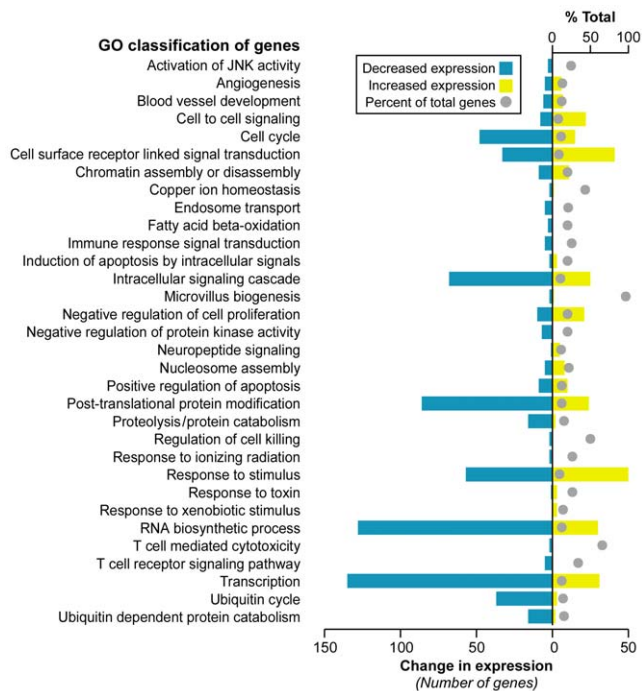 % Total
0 50 100
GO classification of genes
Decreased expression
Increased expression
Percent of total genes
Activation of JNK activity
Angiogenesis
Blood vessel development
Cell to cell signaling
Cell cycle
Cell surface receptor linked signal transduction
Chromatin assembly or disassembly
Copper ion homeostasis
Endosome transport
Fatty acid beta-oxidation
Immune response signal transduction
Induction of apoptosis by intracellular signals
Intracellular signaling cascade
Microvillus biogenesis
Negative regulation of cell proliferation
Negative regulation of protein kinase activity
Neuropeptide signaling
Nucleosome assembly
Positive regulation of apoptosis
Post-translational protein modification
Proteolysis/protein catabolism
Regulation of cell killing
Response to ionizing radiation
Response to stimulus
Response to toxin
Response to xenobiotic stimulus
RNA biosynthetic process
T cell mediated cytotoxicity
T cell receptor signaling pathway
Transcription
Ubiquitin cycle
Ubiquitin dependent protein catabolism
150 100 50 0 50
Change in expression
(Number of genes)